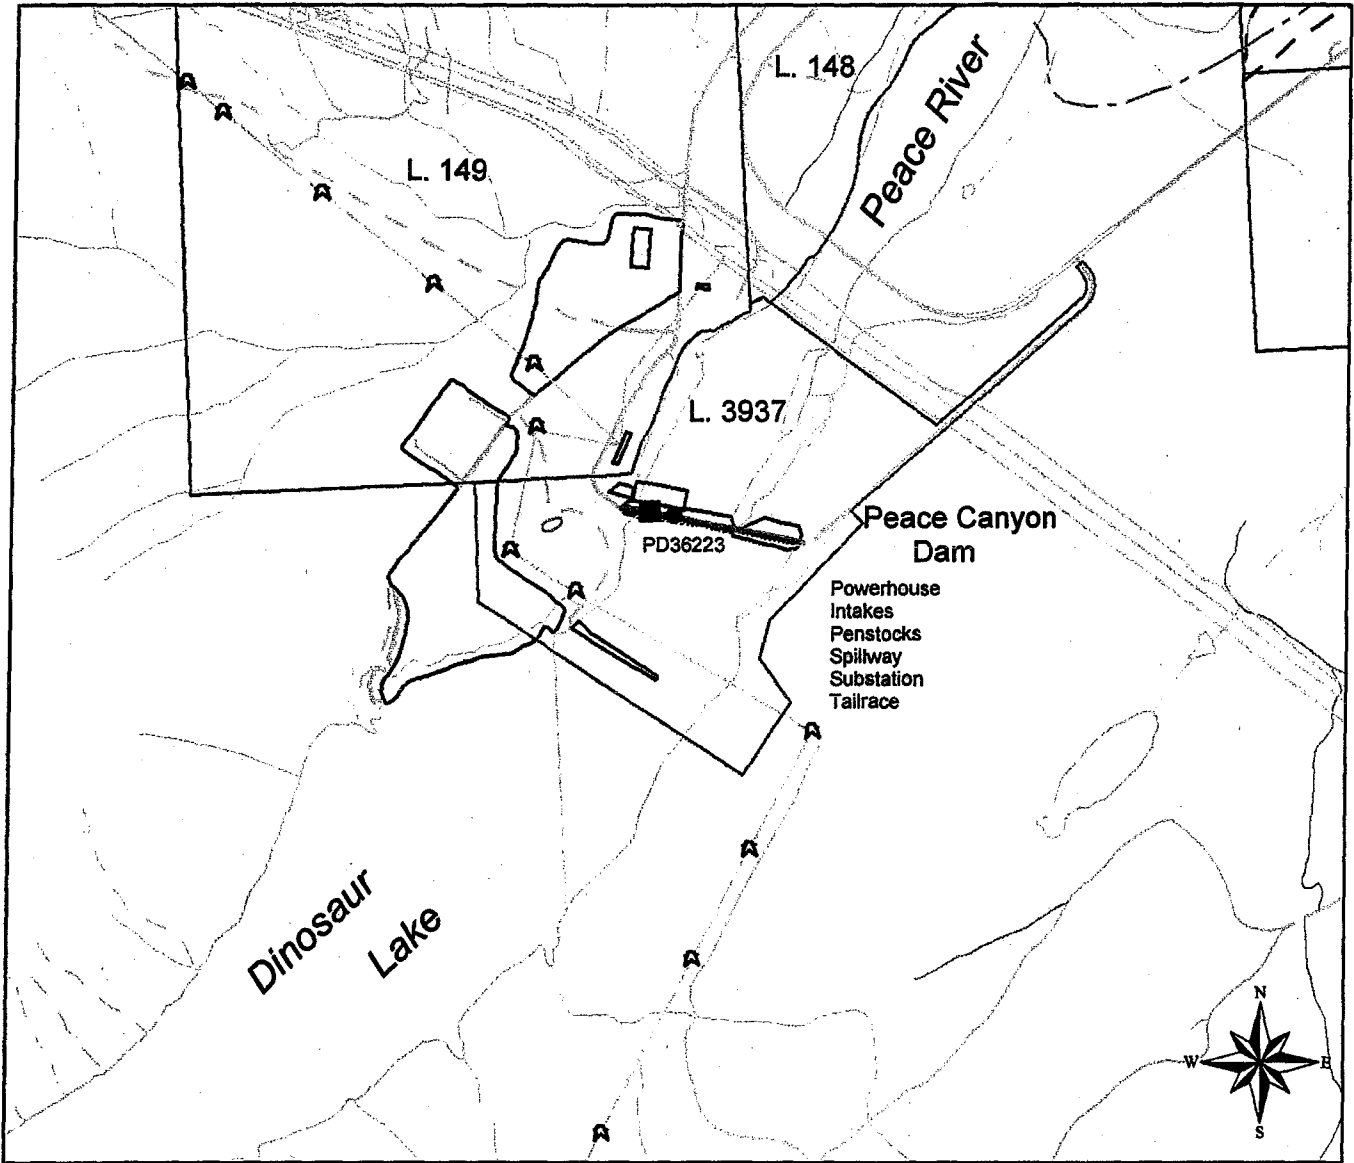 L. 148
Peace River
L. 149
L. 3937
Peace Canyon
Dam
PD36223
Powerhouse
Intakes
Penstocks
Spillway
Substation
Tailrace
Dinosaur
Lake
N
W
E
S